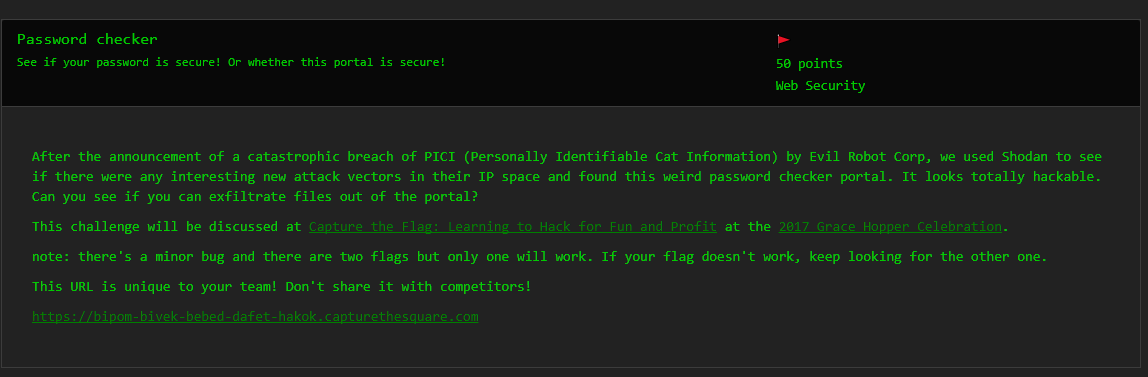 Password checker
See if your password is secure! Or whether this portal is secure!
50 points
Web Security
After the announcement of a catastrophic breach of PICI (Personally Identifiable Cat Information) by Evil Robot Corp, we used Shodan to see
if there were any interesting new attack vectors in their IP space and found this weird password checker portal. It looks totally hackable.
Can you see if you can exfiltrate files out of the portal?
This challenge will be discussed at Capture the Flag: Learning to Hack for Fun and Profit at the 2017 Grace Hopper Celebration.
note: there's a minor bug and there are two flags but only one will work. If your flag doesn't work, keep looking for the other one.
This URL is unique to your team! Don't share it with competitors!
https://bipom-bivek-bebed-dafet-hakok.capturethesquare.com